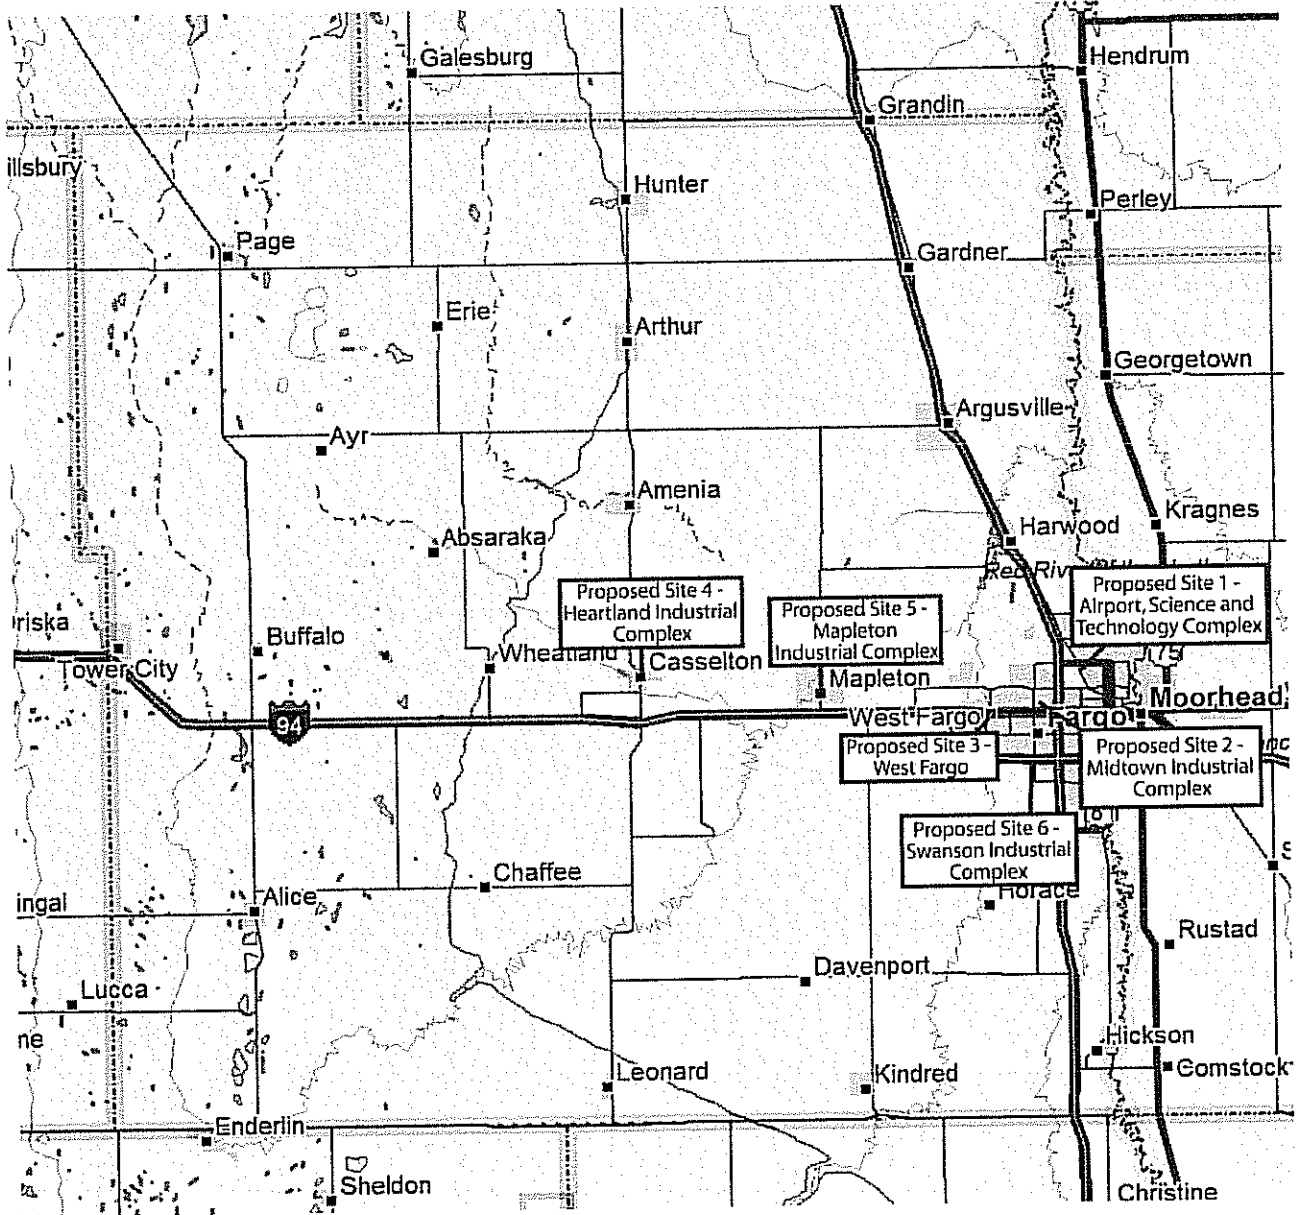 Galesburg
Hendrum
Grandin
illsbury
Hunter
Perley
Page
Gardner
Erie
Arthur
Georgetown
Argusville
Ayr
Amenia
Kragnes
Absaraka
Harwood
Red Riv
Proposed Site 1 -
Airport, Science and
Technology Complex
Proposed Site 4 -
Heartland Industrial
Complex
Proposed Site 5 -
Mapleton
Industrial Complex
riska
Buffalo
Wheatland
Casselton
75
Tower City
Mapleton
Moorhead
94
West Fargo
Fargo
Proposed Site 3 -
West Fargo
Proposed Site 2 -
Midtown Industrial
Complex
nc
Proposed Site 6 -
Swanson Industrial
Complex
Chaffee
S
Horace
ingal
Alice
Rustad
Davenport
Lucca
ne
Hickson
Leonard
Kindred
Comstock
Enderlin
Sheldon
Christine